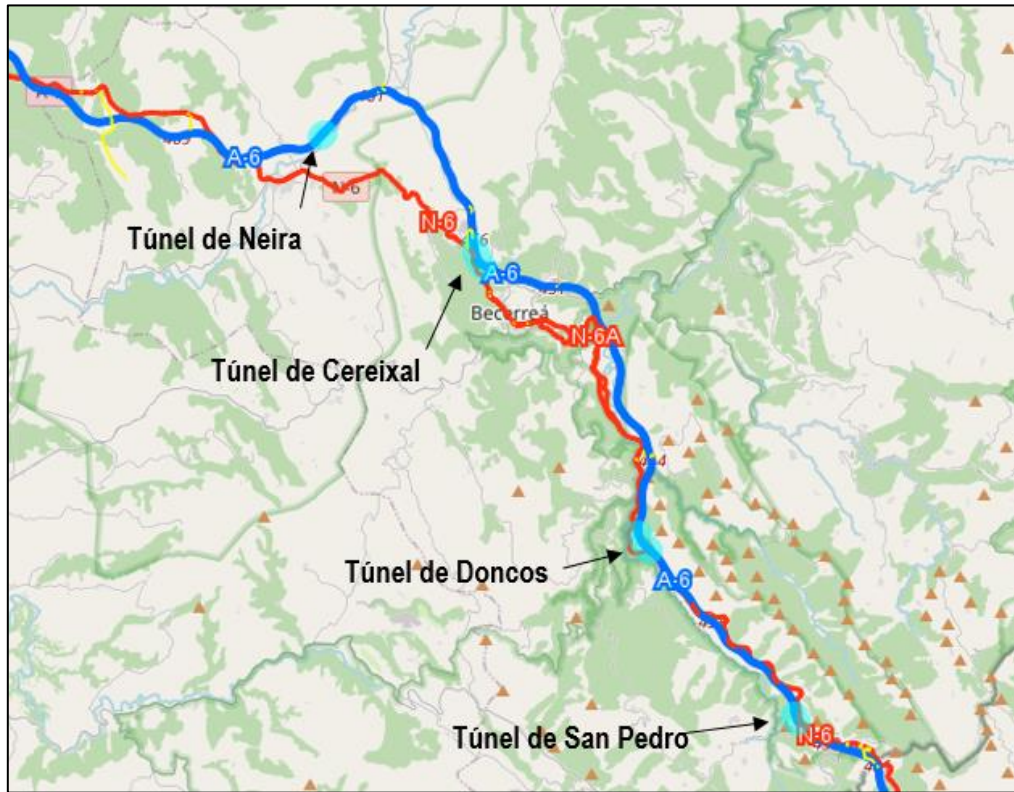 A-6
N-6
Túnel de Neira
N-6
A-6
Becerreá
Túnel de Cereixal
N-6A
Túnel de Doncos
A-6
Túnel de San Pedro
N-6